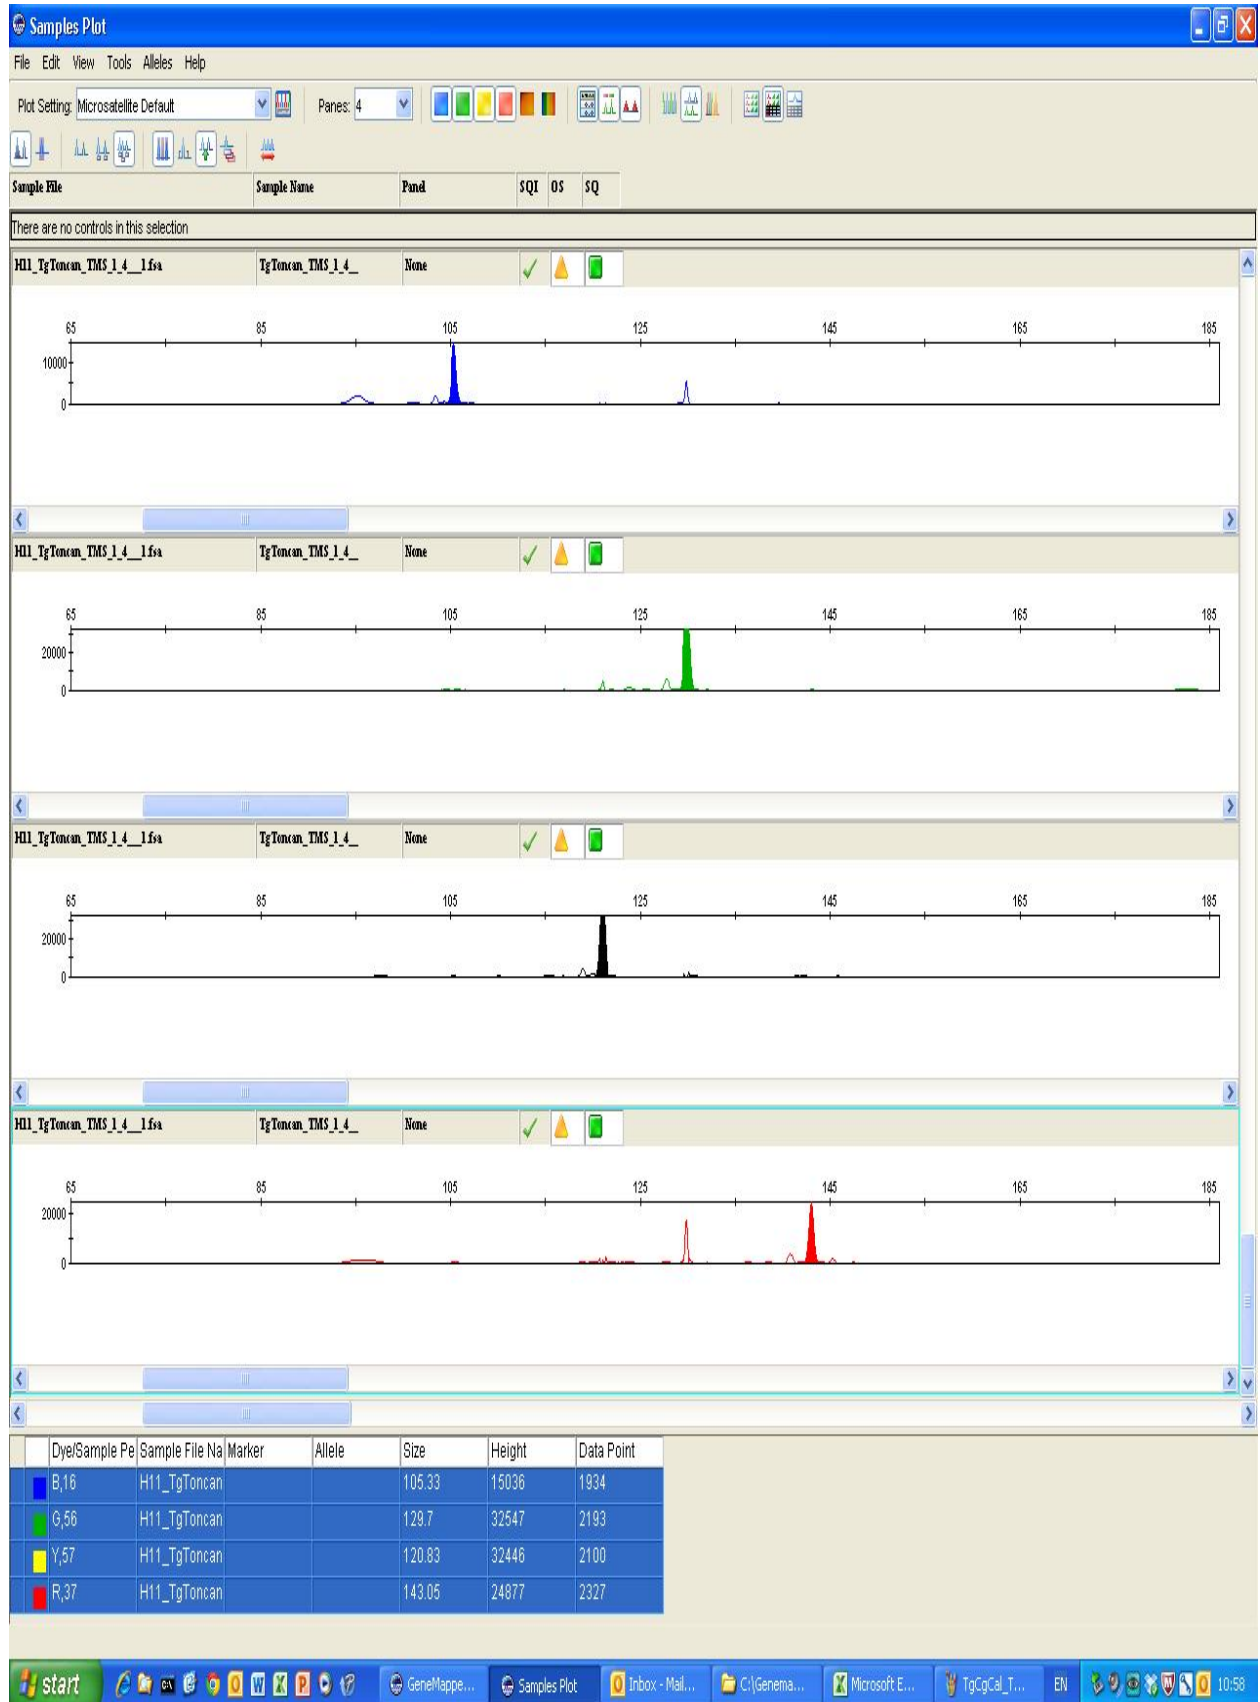 Samples Plot
File Edit View Tools Alleles Help
Plot Setting: Microsatellite Default Panes: 4
Sample File Sample Name Panel SQI OS SQ
There are no controls in this selection
H11_TgToncan_TMS_1_4__1.fsa TgToncan_TMS_1_4__ None
65 85 105 125 145 165 185
10000
0
H11_TgToncan_TMS_1_4__1.fsa TgToncan_TMS_1_4__ None
65 85 105 125 145 165 185
20000
0
H11_TgToncan_TMS_1_4__1.fsa TgToncan_TMS_1_4__ None
65 85 105 125 145 165 185
20000
0
H11_TgToncan_TMS_1_4__1.fsa TgToncan_TMS_1_4__ None
65 85 105 125 145 165 185
20000
0
Dye/Sample Pe Sample File Na Marker Allele Size Height Data Point
B,16 H11_TgToncan 105.33 15036 1934
G,56 H11_TgToncan 129.7 32547 2193
Y,57 H11_TgToncan 120.83 32446 2100
R,37 H11_TgToncan 143.05 24877 2327
start GeneMappe... Samples Plot Inbox - Mail... C:\Genema... Microsoft E... TgCgCal_T... EN 10:58